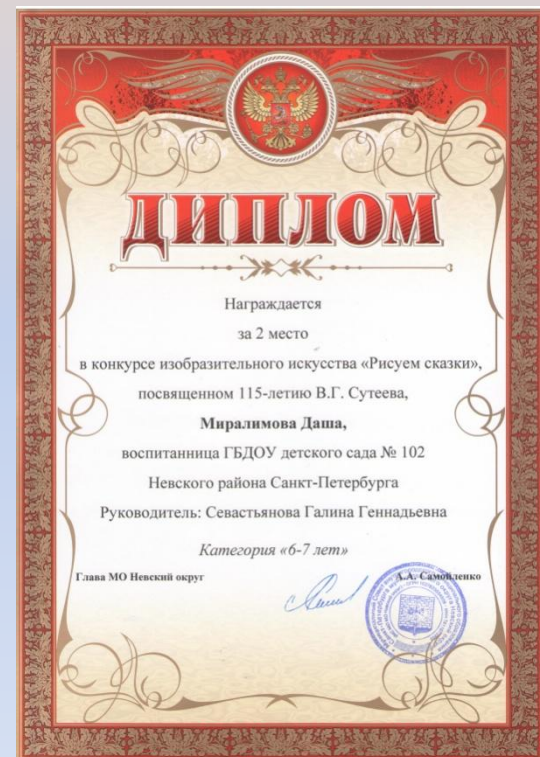 ДИПЛОМ
Награждается
за 2 место
в конкурсе изобразительного искусства «Рисуем сказки»,
посвященном 115-летию В.Г. Сутеева,
Миралимова Даша,
воспитанница ГБДОУ детского сада № 102
Невского района Санкт-Петербурга
Руководитель: Севастьянова Галина Геннадьевна
Категория «6-7 лет»
Глава МО Невский округ
А.А. Самойленко